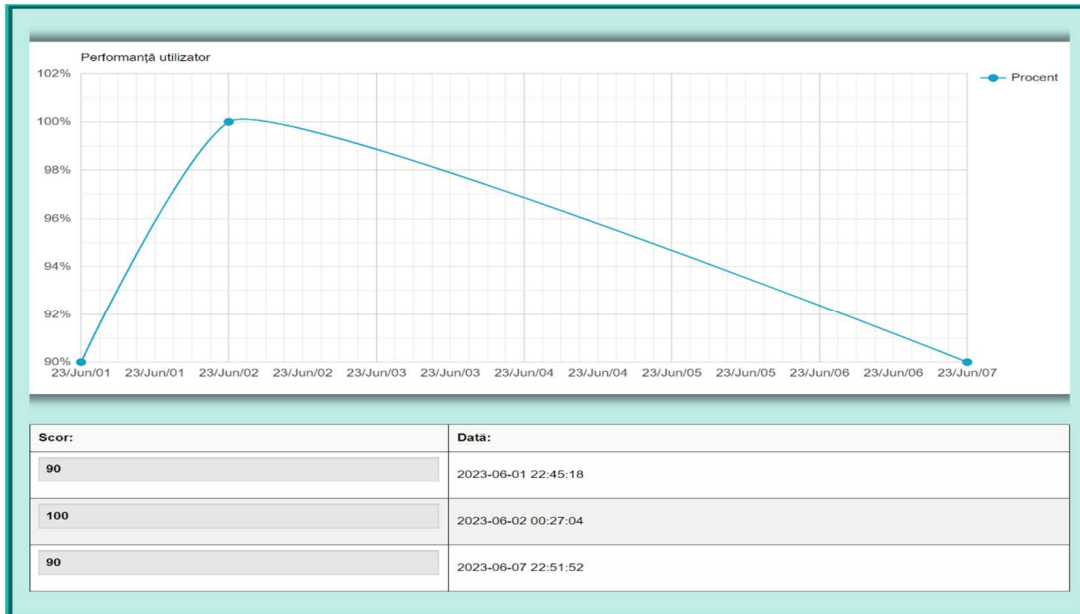 Performanță utilizator
102%
Procent
100%
98%
96%
94%
92%
90%
23/Jun/01 23/Jun/01 23/Jun/02 23/Jun/02 23/Jun/03 23/Jun/03 23/Jun/04 23/Jun/04 23/Jun/05 23/Jun/05 23/Jun/06 23/Jun/06 23/Jun/07
Scor: Data:
90 2023-06-01 22:45:18
100 2023-06-02 00:27:04
90 2023-06-07 22:51:52